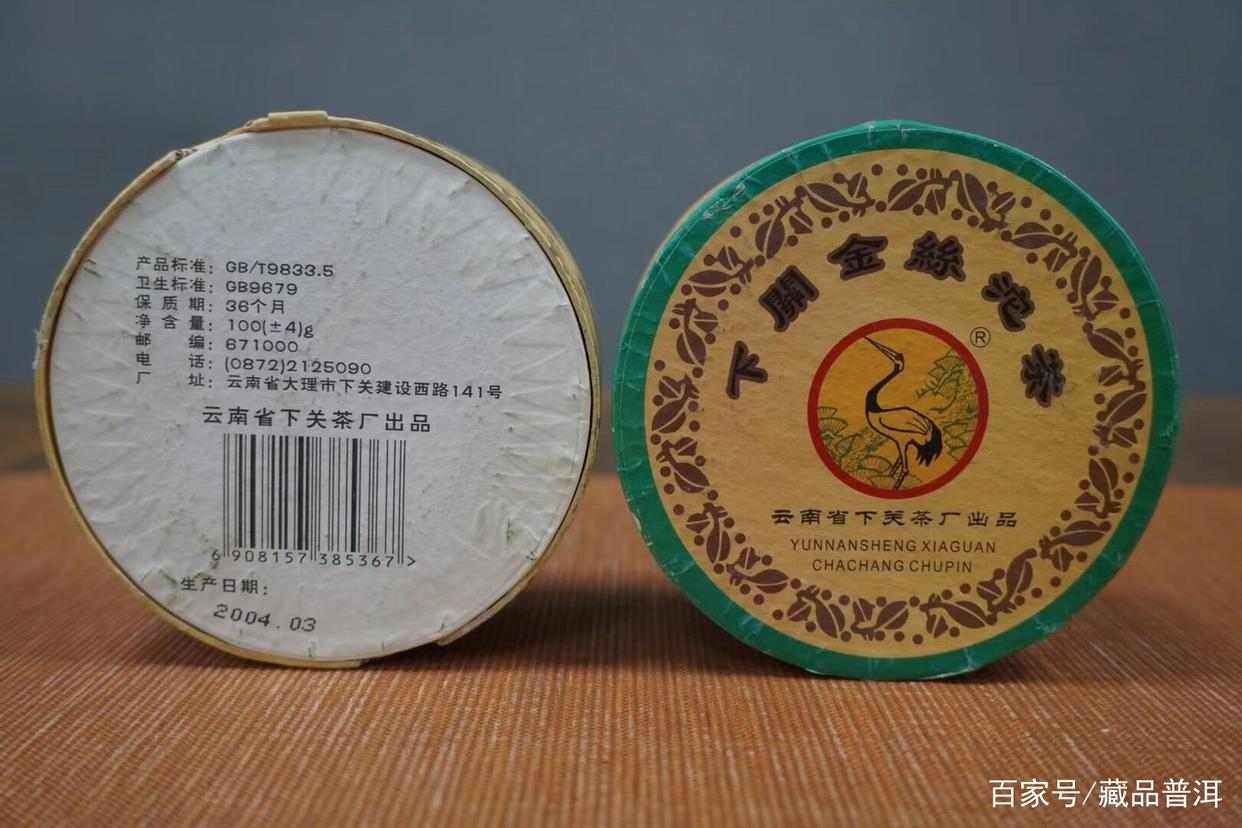 产品标准：GB/T9833.5
卫生标准：GB9679
保质期：36个月
净含量：100(±4)g
邮编：671000
电话：(0872)2125090
厂址：云南省大理市下关建设西路141号
云南省下关茶厂出品
6 908157 385367 >
生产日期：
2004.03
下關金絲沱茶
®
云南省下关茶厂出品
YUNNANSHENG XIAGUAN
CHACHANG CHUPIN
百家号/藏品普洱